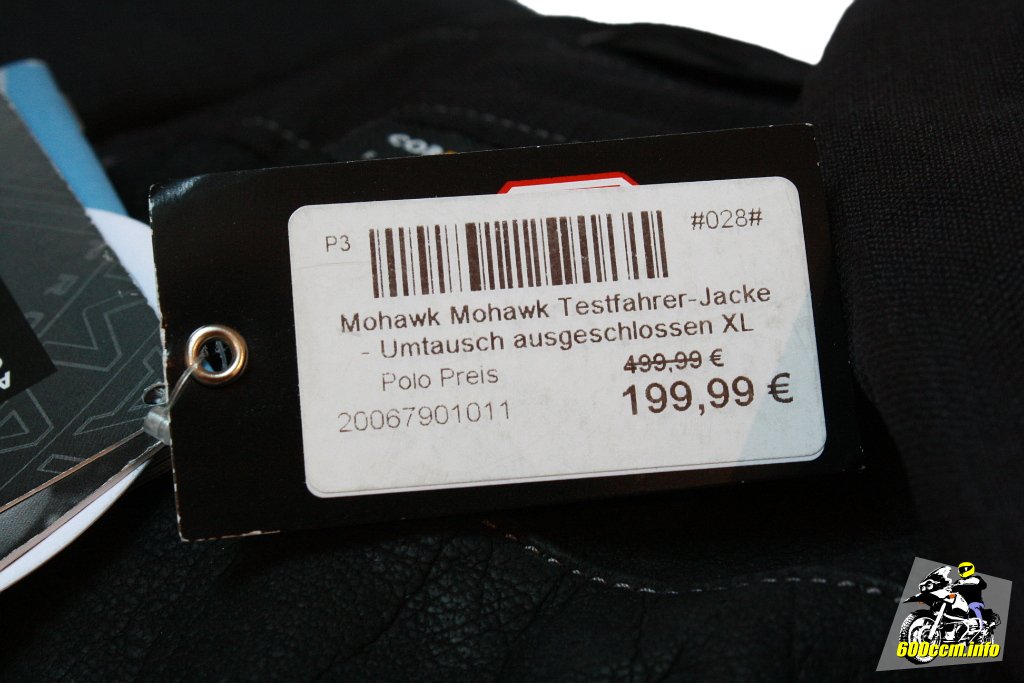 P3
#028#
Mohawk Mohawk Testfahrer-Jacke
- Umtausch ausgeschlossen XL
499,99 €
Polo Preis
199,99 €
20067901011
600ccm.info